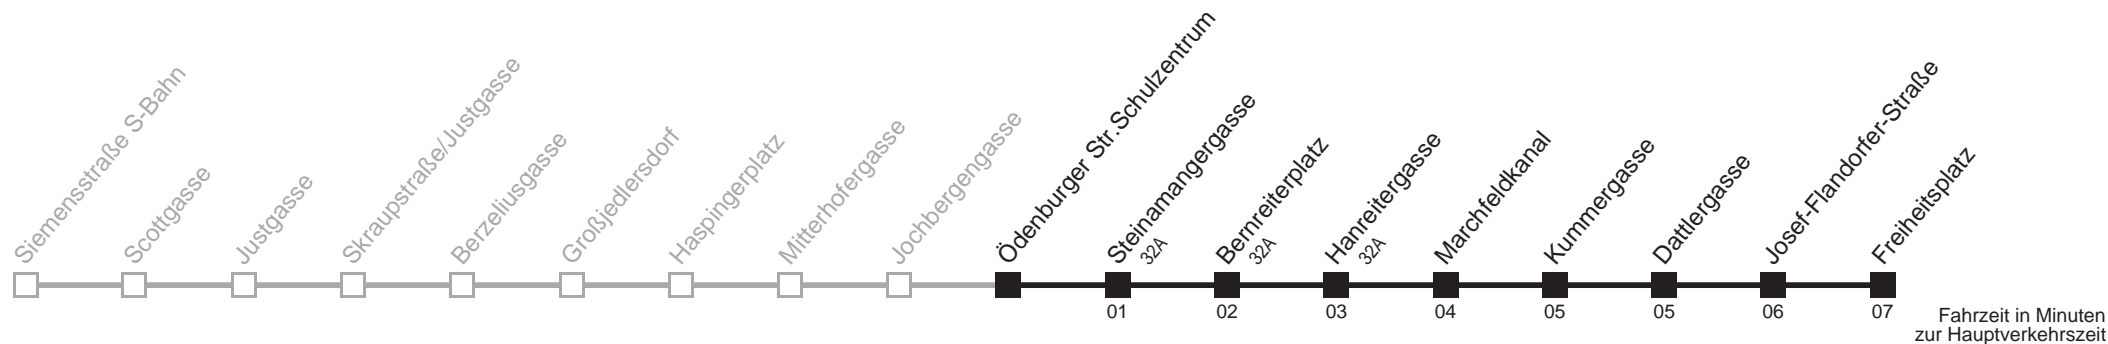 Siemensstraße S-Bahn
Scottgasse
Justgasse
Skraupstraße/Justgasse
Berzeliusgasse
Großjedlersdorf
Haspingerplatz
Mitterhofergasse
Jochbergengasse
Ödenburger Str.Schulzentrum
Steinamangergasse
32A
Bernreiterplatz
32A
Hanreitergasse
32A
Marchfeldkanal
Kummergasse
Dattlergasse
Josef-Flandorfer-Straße
Freiheitsplatz
01 02 03 04 05 05 06 07
Fahrzeit in Minuten
zur Hauptverkehrszeit